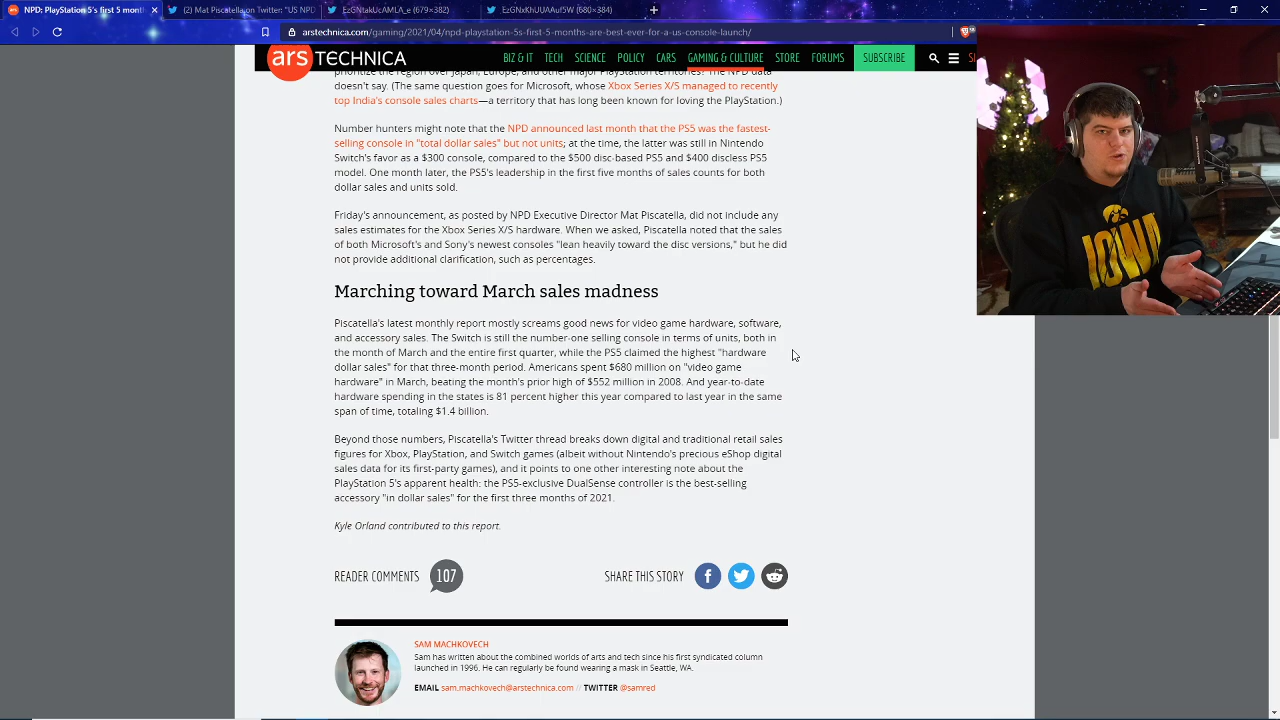 NPD: PlayStation 5's first 5 mont
(2) Mat Piscatella on Twitter: "US NPD
EzGNtakUcAMLA_e (679×382)
EzGNxKhUUAAuf5W (680×384)
arstechnica.com/gaming/2021/04/npd-playstation-5s-first-5-months-are-best-ever-for-a-us-console-launch/
ars TECHNICA
BIZ & IT TECH SCIENCE POLICY CARS GAMING & CULTURE STORE FORUMS SUBSCRIBE SI
prioritize the region over Japan, Europe, and other major PlayStation territories? The NPD data
doesn't say. (The same question goes for Microsoft, whose Xbox Series X/S managed to recently
top India's console sales charts—a territory that has long been known for loving the PlayStation.)
Number hunters might note that the NPD announced last month that the PS5 was the fastest-
selling console in "total dollar sales" but not units; at the time, the latter was still in Nintendo
Switch's favor as a $300 console, compared to the $500 disc-based PS5 and $400 discless PS5
model. One month later, the PS5's leadership in the first five months of sales counts for both
dollar sales and units sold.
Friday's announcement, as posted by NPD Executive Director Mat Piscatella, did not include any
sales estimates for the Xbox Series X/S hardware. When we asked, Piscatella noted that the sales
of both Microsoft's and Sony's newest consoles "lean heavily toward the disc versions," but he did
not provide additional clarification, such as percentages.
Marching toward March sales madness
Piscatella's latest monthly report mostly screams good news for video game hardware, software,
and accessory sales. The Switch is still the number-one selling console in terms of units, both in
the month of March and the entire first quarter, while the PS5 claimed the highest "hardware
dollar sales" for that three-month period. Americans spent $680 million on "video game
hardware" in March, beating the month's prior high of $552 million in 2008. And year-to-date
hardware spending in the states is 81 percent higher this year compared to last year in the same
span of time, totaling $1.4 billion.
Beyond those numbers, Piscatella's Twitter thread breaks down digital and traditional retail sales
figures for Xbox, PlayStation, and Switch games (albeit without Nintendo's precious eShop digital
sales data for its first-party games), and it points to one other interesting note about the
PlayStation 5's apparent health: the PS5-exclusive DualSense controller is the best-selling
accessory "in dollar sales" for the first three months of 2021.
Kyle Orland contributed to this report.
READER COMMENTS 107 SHARE THIS STORY
SAM MACHKOVECH
Sam has written about the combined worlds of arts and tech since his first syndicated column
launched in 1996. He can regularly be found wearing a mask in Seattle, WA.
EMAIL sam.machkovech@arstechnica.com // TWITTER @samred
IOWA